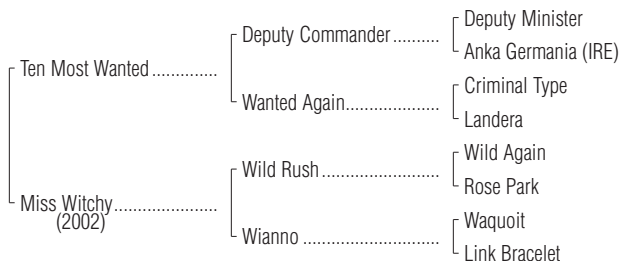 Deputy Minister
Deputy Commander..........
Anka Germania (IRE)
Ten Most Wanted..............
Criminal Type
Wanted Again....................
Landera
Wild Again
Wild Rush.........................
Rose Park
Miss Witchy......................
(2002)
Waquoit
Wianno ............................
Link Bracelet